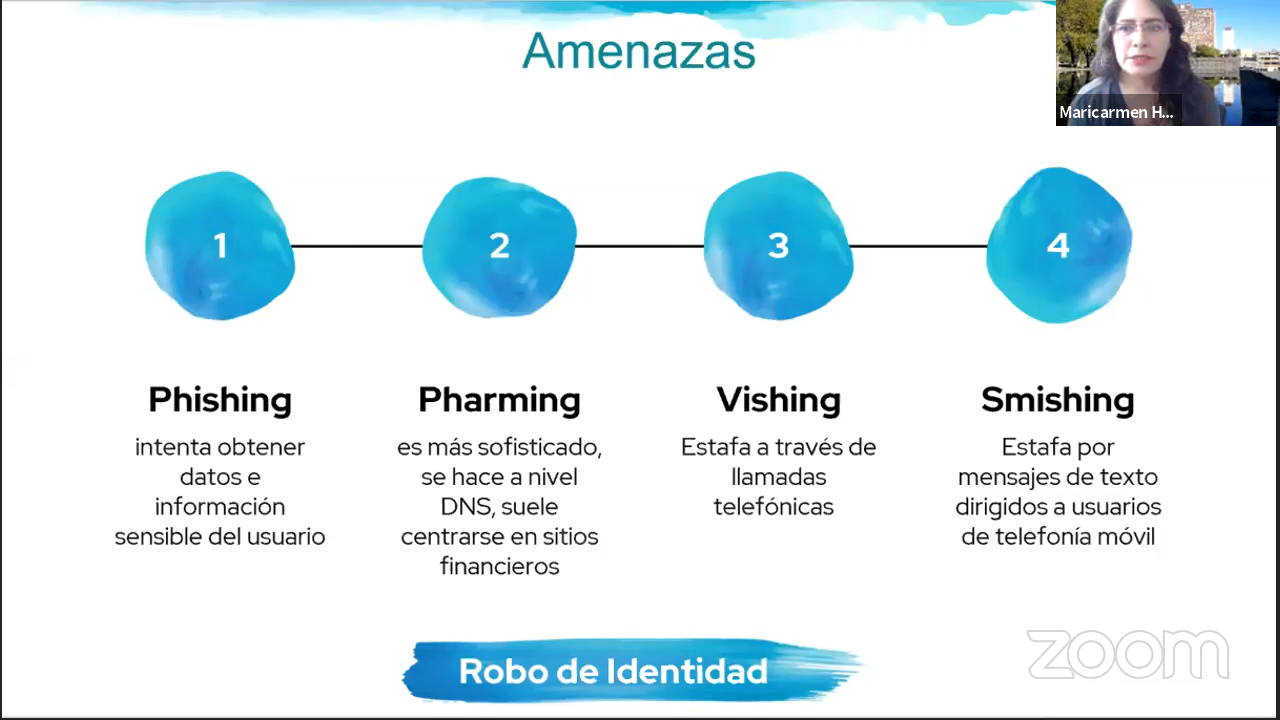 Amenazas
Maricarmen H...
1
2
3
4
Phishing
intenta obtener
datos e
información
sensible del usuario
Pharming
es más sofisticado,
se hace a nivel
DNS, suele
centrarse en sitios
financieros
Vishing
Estafa a través de
llamadas
telefónicas
Smishing
Estafa por
mensajes de texto
dirigidos a usuarios
de telefonía móvil
Robo de Identidad
zoom